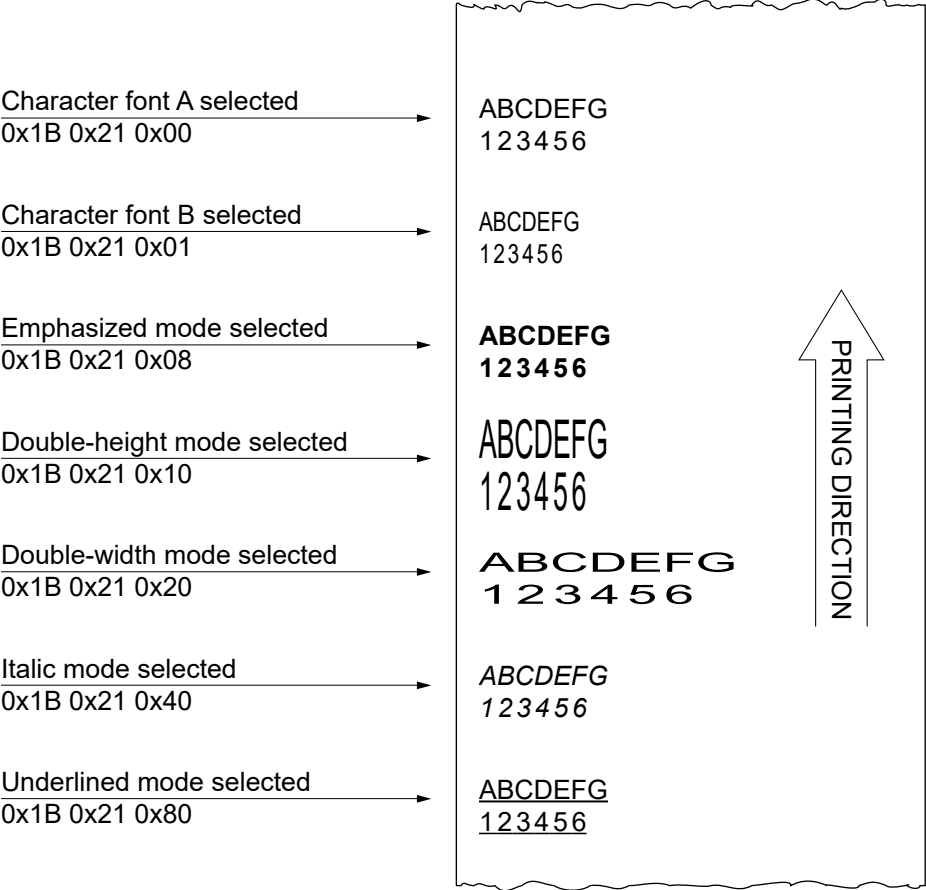 Character font A selected
0x1B 0x21 0x00
ABCDEFG
123456
Character font B selected
0x1B 0x21 0x01
ABCDEFG
123456
Emphasized mode selected
0x1B 0x21 0x08
ABCDEFG
123456
Double-height mode selected
0x1B 0x21 0x10
ABCDEFG
123456
Double-width mode selected
0x1B 0x21 0x20
ABCDEFG
123456
Italic mode selected
0x1B 0x21 0x40
ABCDEFG
123456
Underlined mode selected
0x1B 0x21 0x80
ABCDEFG
123456
PRINTING DIRECTION